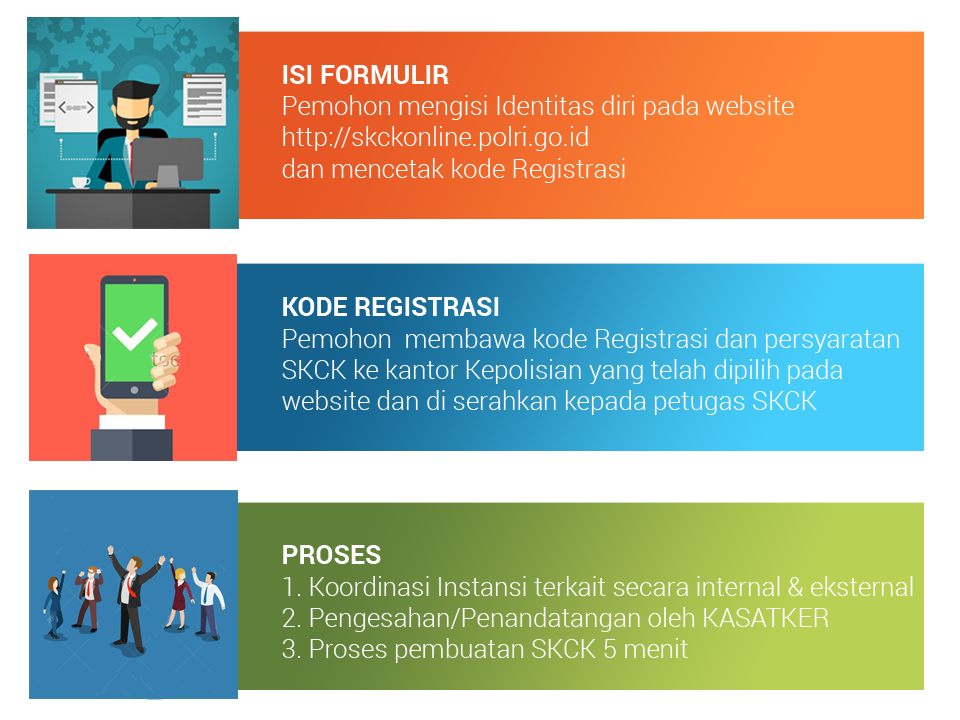 ISI FORMULIR
Pemohon mengisi Identitas diri pada website
http://skckonline.polri.go.id
dan mencetak kode Registrasi
KODE REGISTRASI
Pemohon membawa kode Registrasi dan persyaratan
SKCK ke kantor Kepolisian yang telah dipilih pada
website dan di serahkan kepada petugas SKCK
PROSES
1. Koordinasi Instansi terkait secara internal & eksternal
2. Pengesahan/Penandatangan oleh KASATKER
3. Proses pembuatan SKCK 5 menit